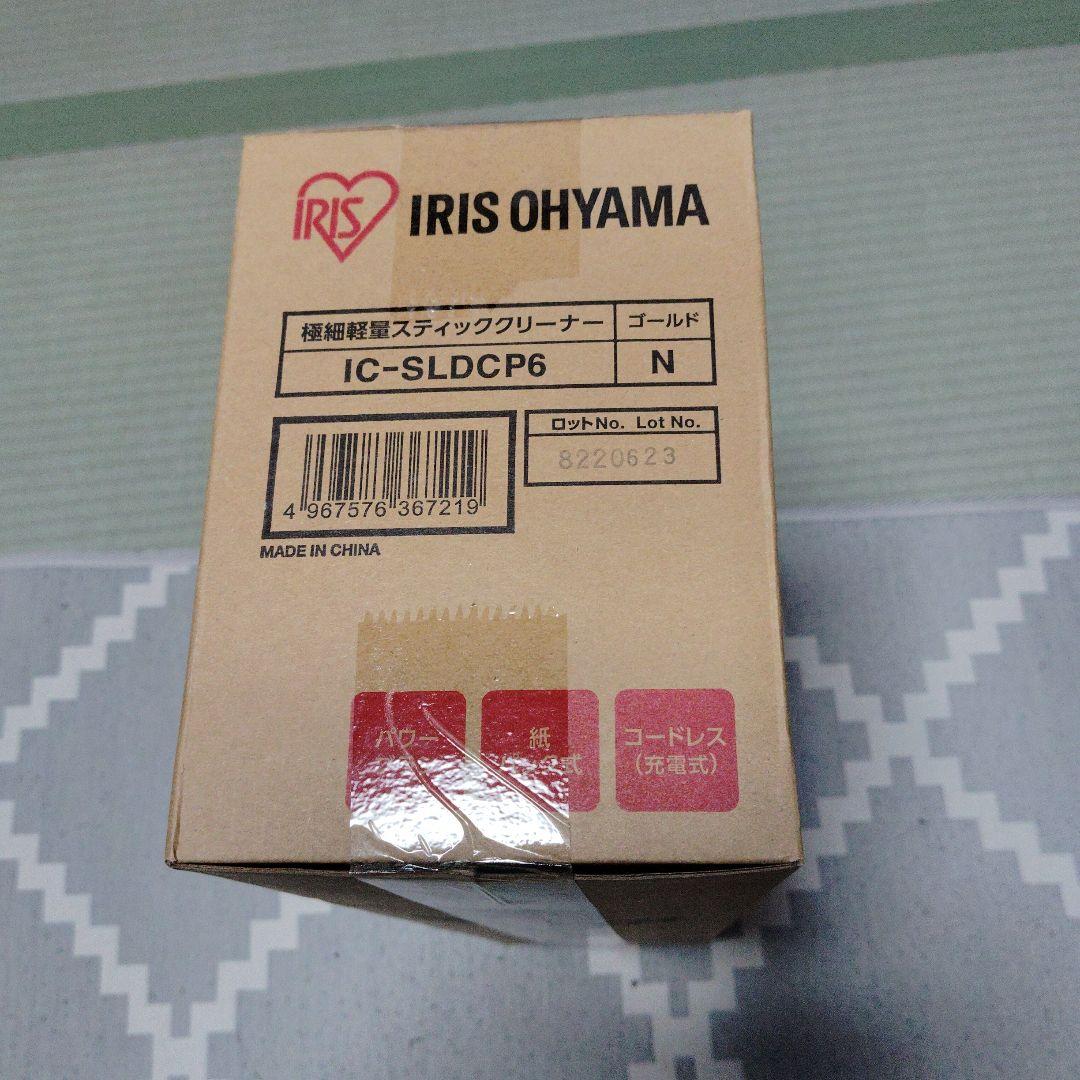 IRIS
IRIS OHYAMA
極細軽量スティッククリーナー ゴールド
IC-SLDCP6 N
ロットNo. Lot No.
8220623
4 967576 367219
MADE IN CHINA
パワー
紙
式
コードレス
(充電式)